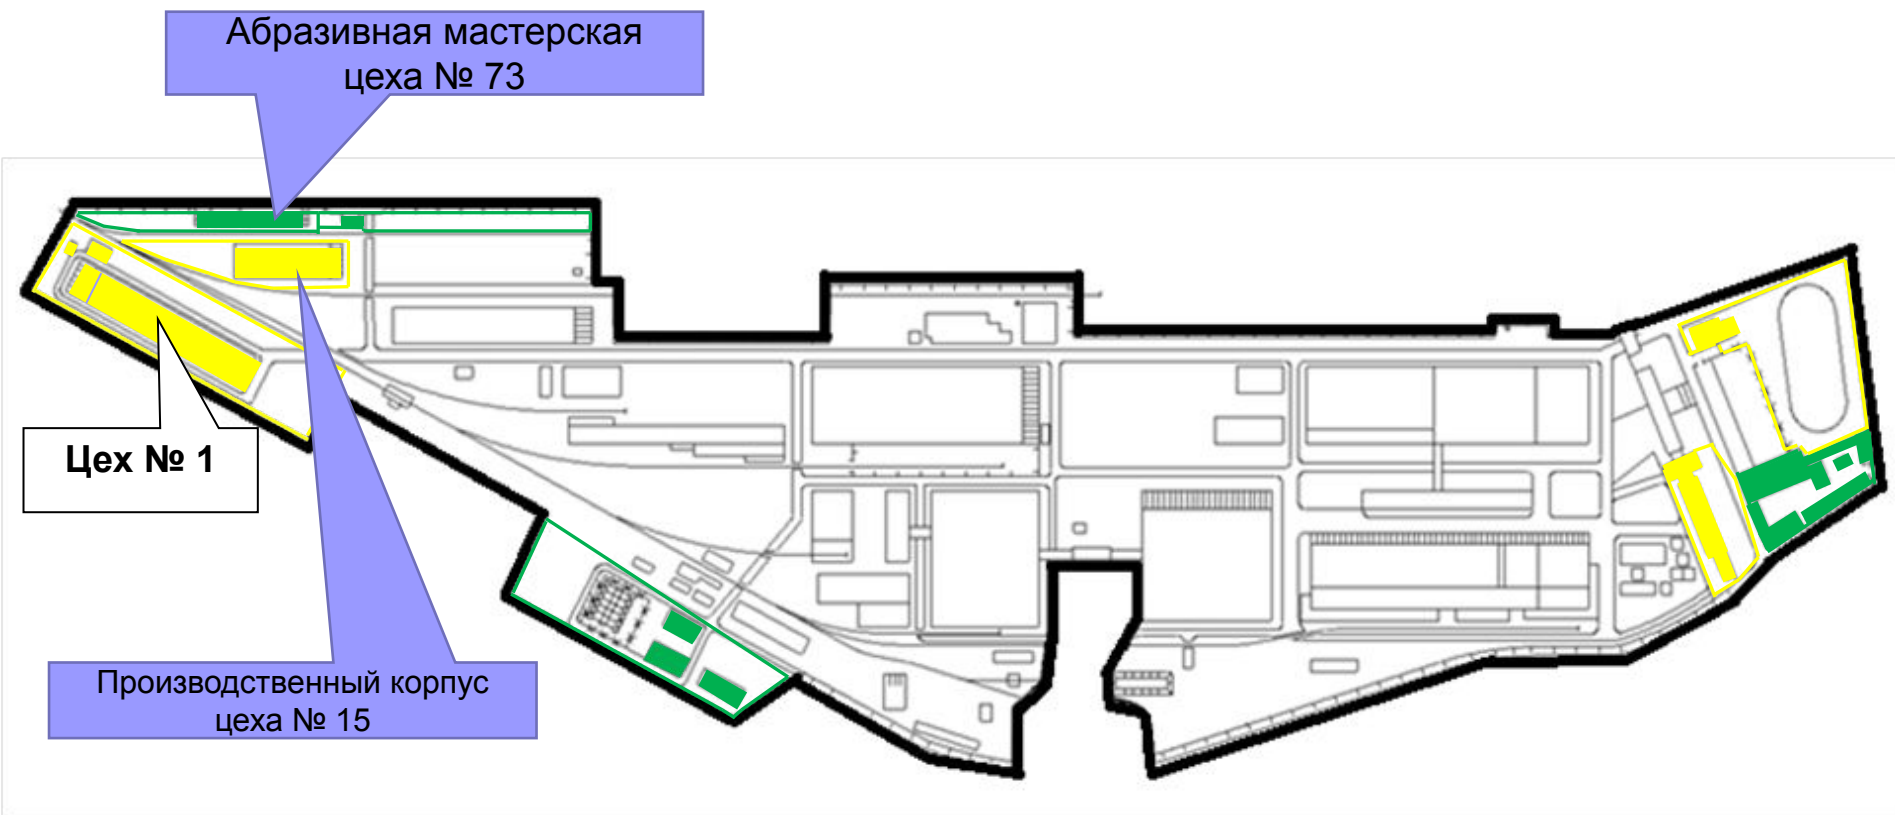 Абразивная мастерская
цеха № 73
Цех № 1
Производственный корпус
цеха № 15